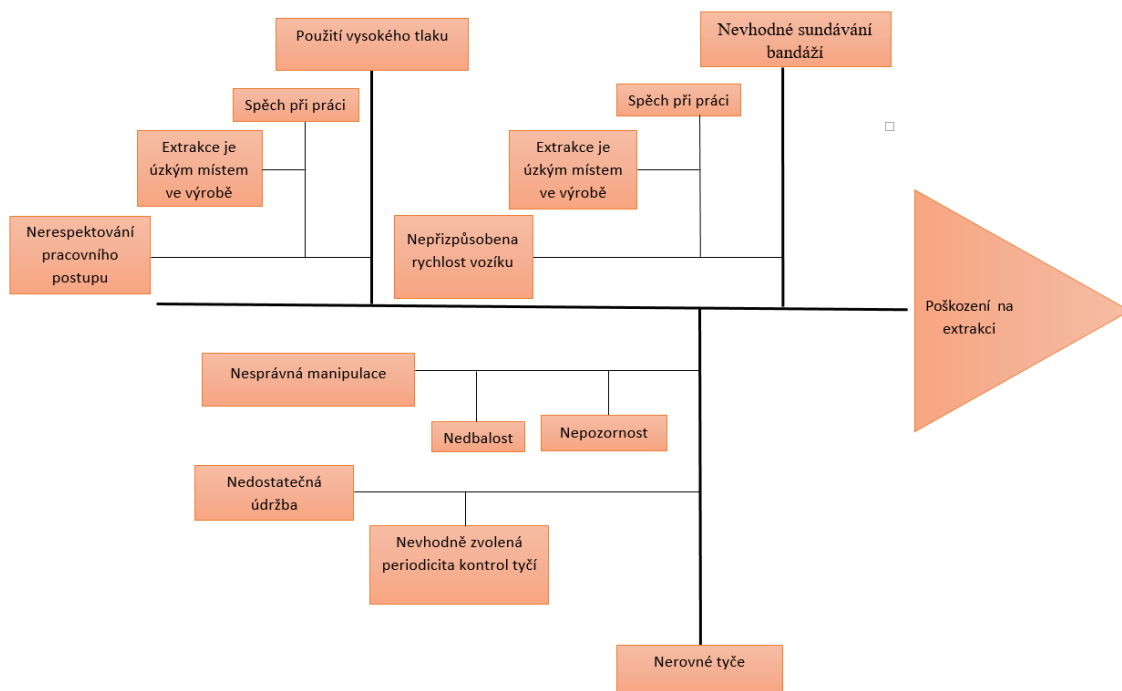 Použití vysokého tlaku
Nevhodné sundávání
bandáží
Spěch při práci
Spěch při práci
Extrakce je
úzkým místem
ve výrobě
Extrakce je
úzkým místem
ve výrobě
Nerespektování
pracovního
postupu
Nepřizpůsobena
rychlost vozíku
Poškození na
extrakci
Nesprávná manipulace
Nedbalost
Nepozornost
Nedostatečná
údržba
Nevhodně zvolená
periodicita kontrol tyčí
Nerovné tyče